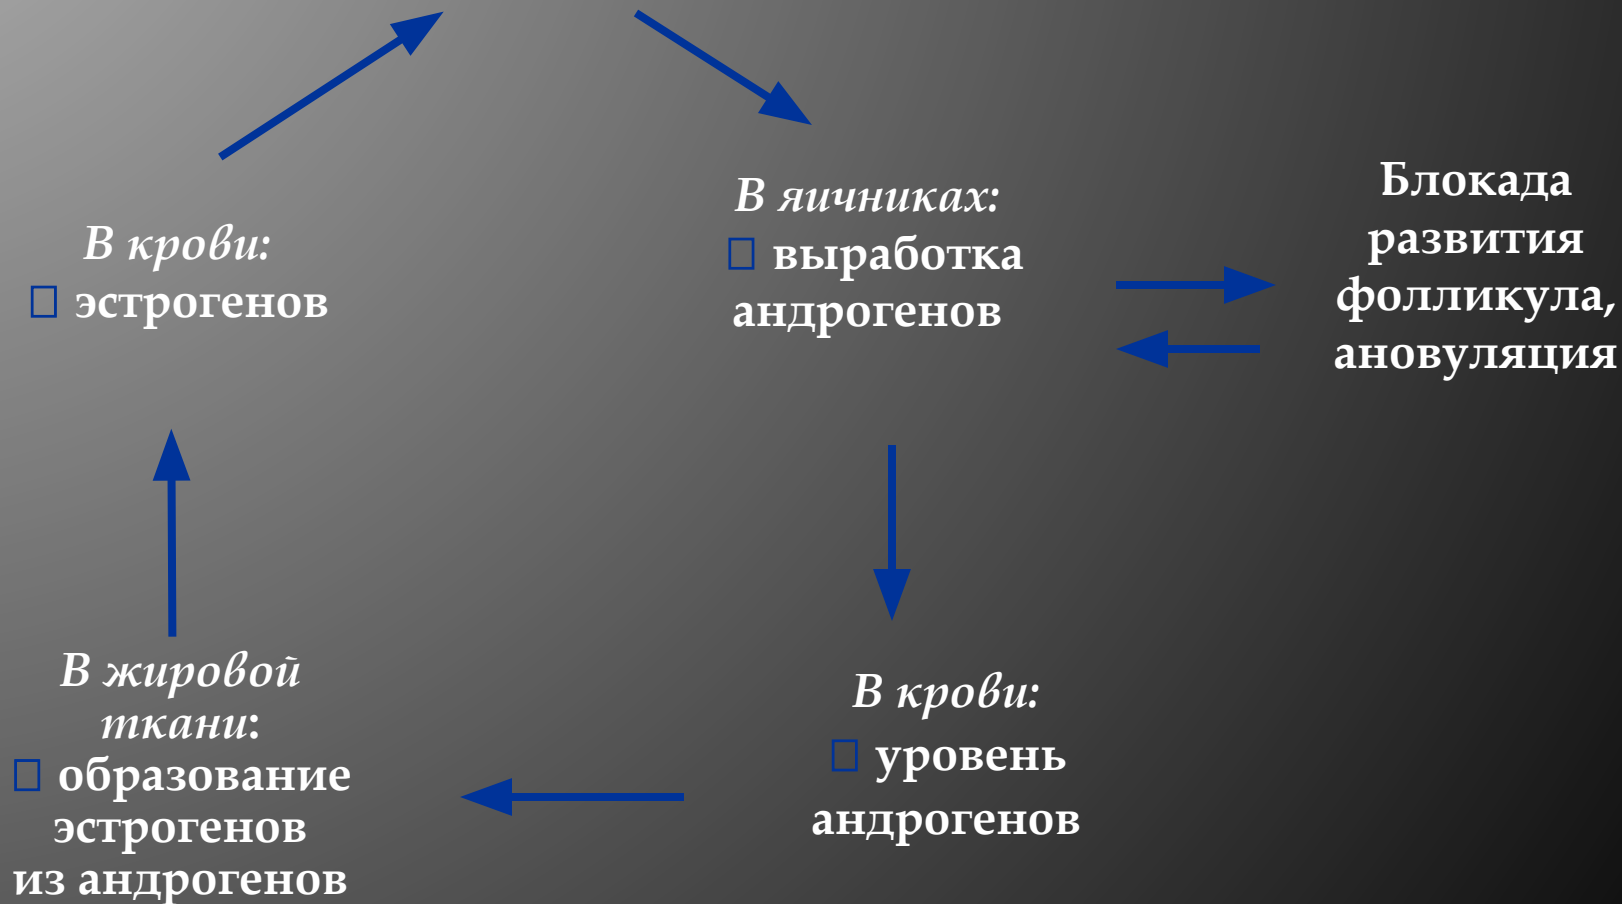 В крови:
□ эстрогенов
В яичниках:
□ выработка
андрогенов
Блокада
развития
фолликула,
ановуляция
В жировой
ткани:
□ образование
эстрогенов
из андрогенов
В крови:
□ уровень
андрогенов